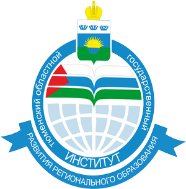 ТЮМЕНСКИЙ ОБЛАСТНОЙ
ГОСУДАРСТВЕННЫЙ
ИНСТИТУТ
РАЗВИТИЯ РЕГИОНАЛЬНОГО ОБРАЗОВАНИЯ